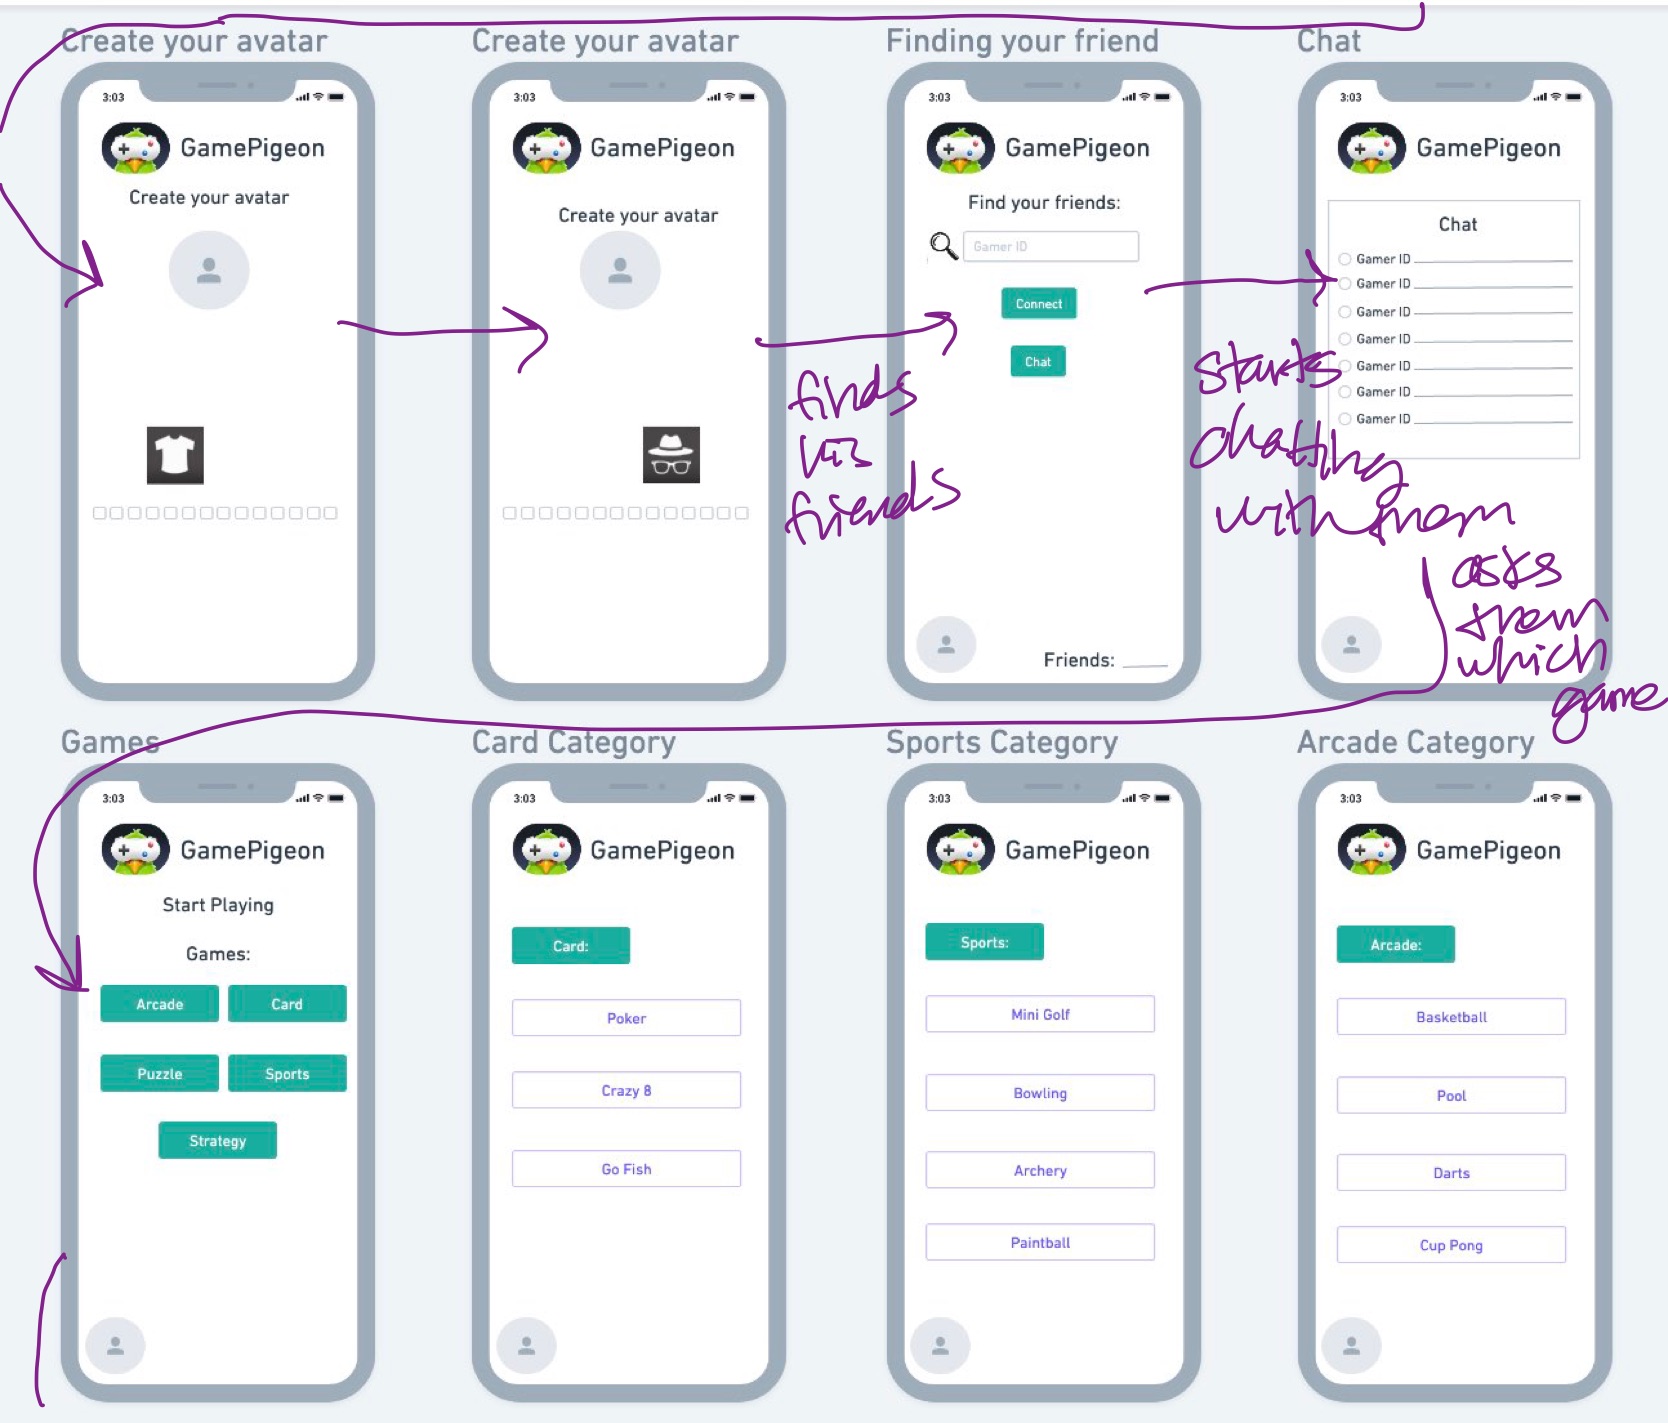 Create your avatar
3:03
GamePigeon
Create your avatar
Create your avatar
3:03
GamePigeon
Create your avatar
Finding your friend
3:03
GamePigeon
Find your friends:
Gamer ID
Connect
Chat
Friends:
finds
friends
Chat
3:03
GamePigeon
Chat
Gamer ID
Gamer ID
Gamer ID
Gamer ID
Gamer ID
Gamer ID
Gamer ID
starts
chatting
with
asks
them
which
game
Games
3:03
GamePigeon
Start Playing
Games:
Arcade
Card
Puzzle
Sports
Strategy
Card Category
3:03
GamePigeon
Card:
Poker
Crazy 8
Go Fish
Sports Category
3:03
GamePigeon
Sports:
Mini Golf
Bowling
Archery
Paintball
Arcade Category
3:03
GamePigeon
Arcade:
Basketball
Pool
Darts
Cup Pong